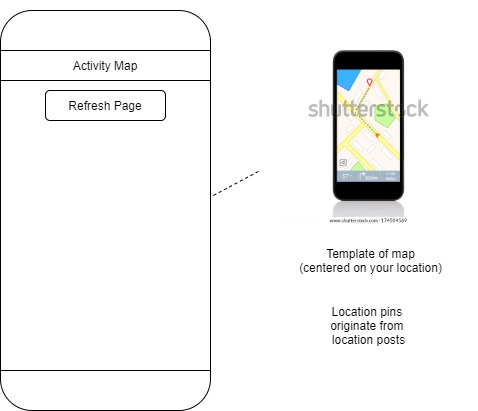 Activity Map
Refresh Page
shutterstock
www.shutterstock.com · 174504569
Template of map
(centered on your location)
Location pins
originate from
location posts